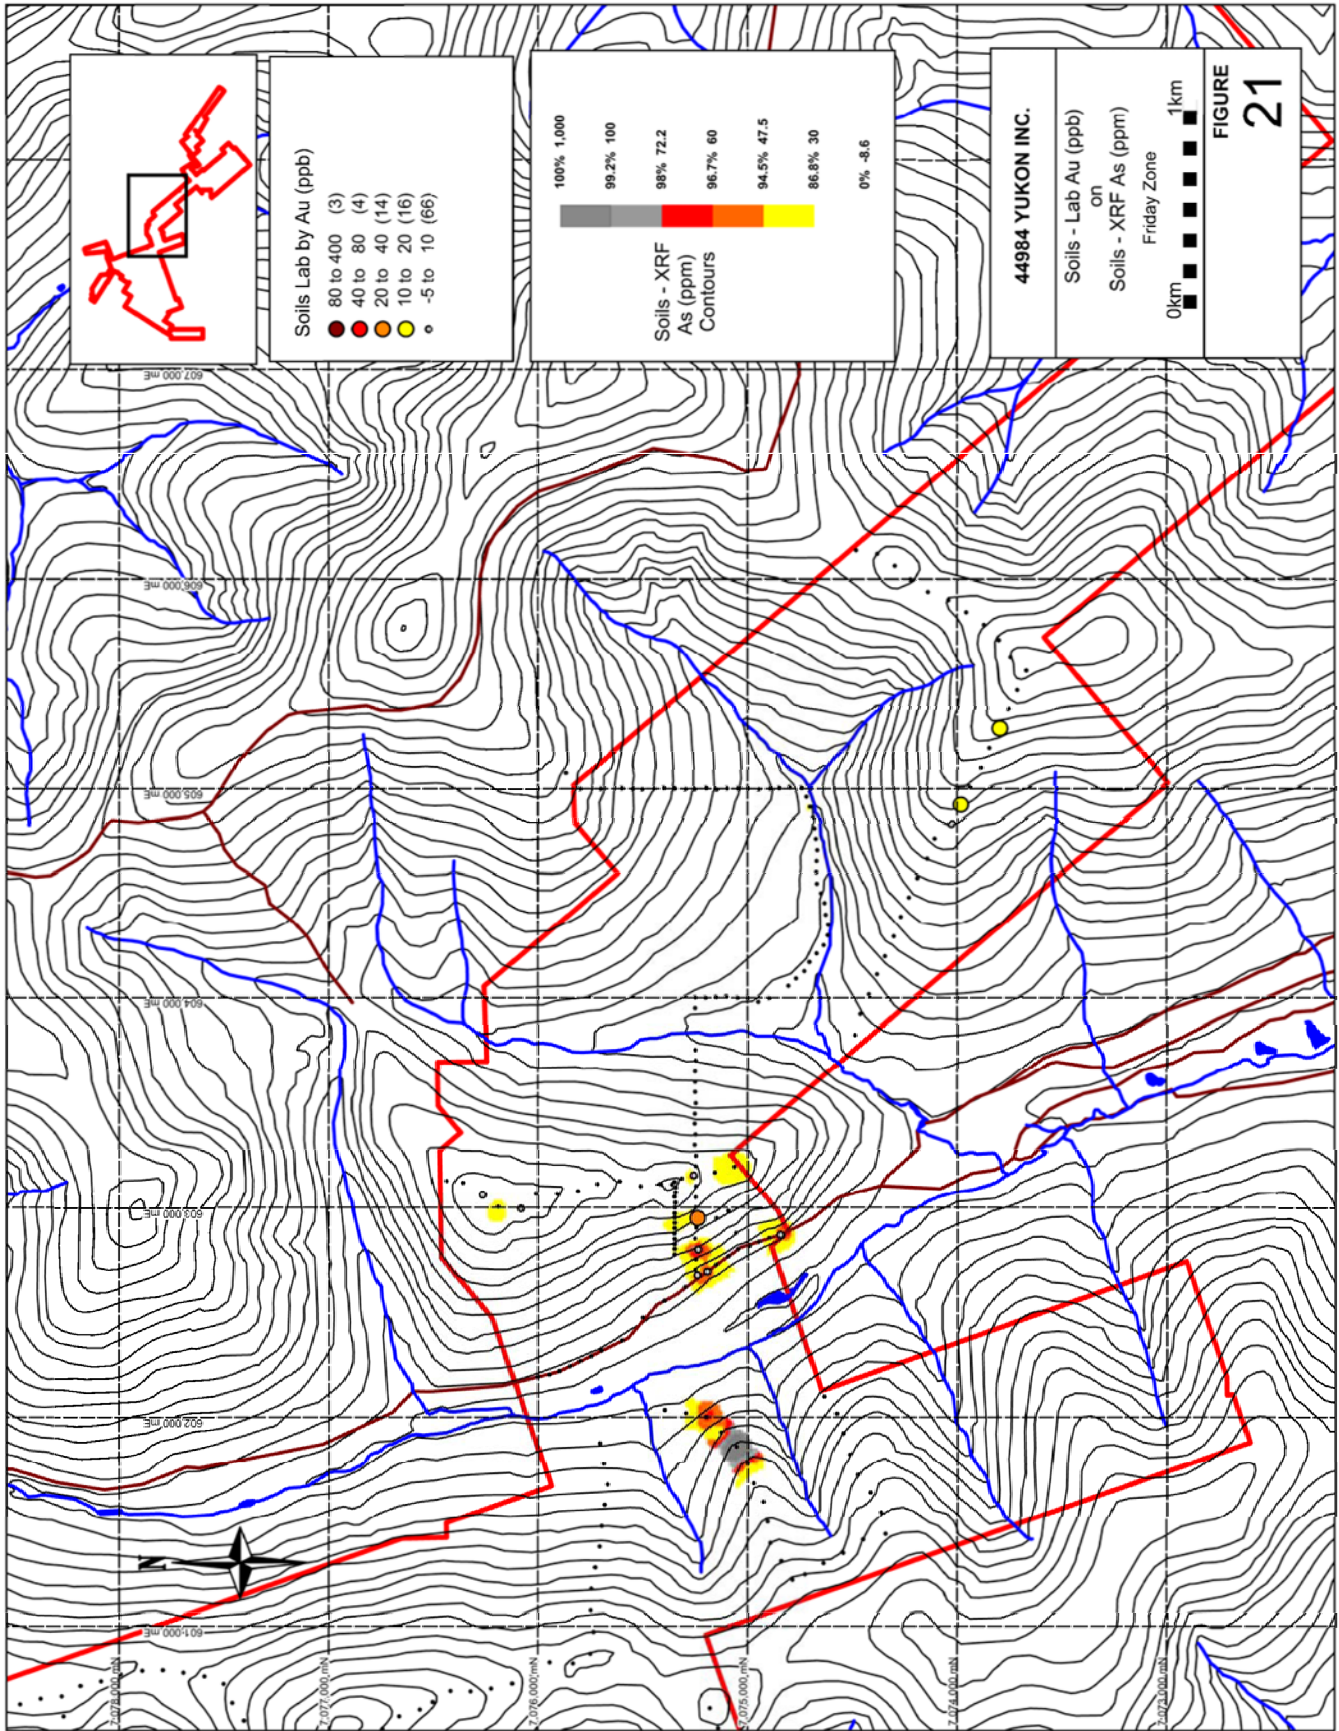 Soils Lab by Au (ppb)
80 to 400 (3)
40 to 80 (4)
20 to 40 (14)
10 to 20 (16)
-5 to 10 (66)
Soils - XRF
As (ppm)
Contours
100% 1,000
99.2% 100
98% 72.2
96.7% 60
94.5% 47.5
86.8% 30
0% -8.6
44984 YUKON INC.
Soils - Lab Au (ppb)
on
Soils - XRF As (ppm)
Friday Zone
0km 1km
FIGURE
21
N
601,000 mE
602,000 mE
603,000 mE
604,000 mE
605,000 mE
606,000 mE
607,000 mE
7,078,000 mN
7,077,000 mN
7,076,000 mN
7,075,000 mN
7,074,000 mN
7,073,000 mN